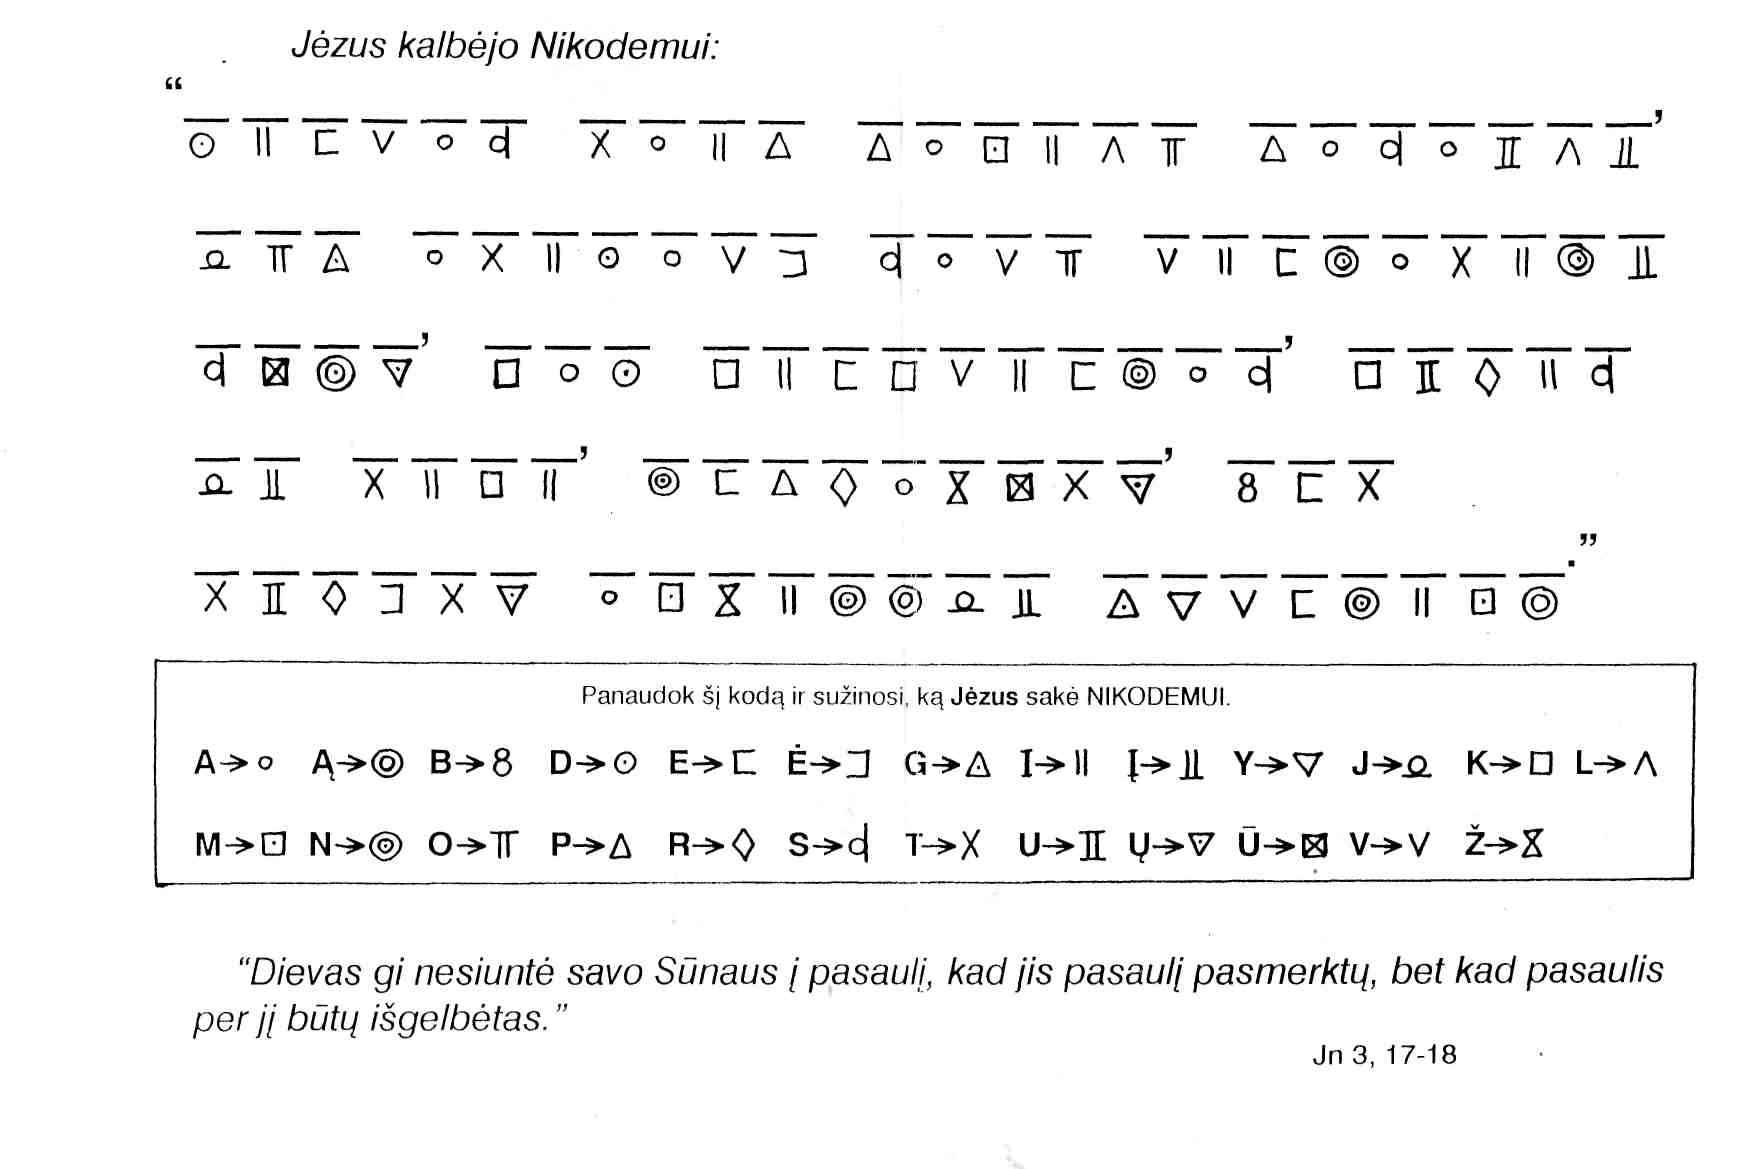 Jėzus kalbėjo Nikodemui:
“
,
,
,
,
,
.”
Panaudok šį kodą ir sužinosi, ką Jėzus sakė NIKODEMUI.
A→ Ą→ B→ D→ E→ Ė→ G→ I→ Į→ Y→ J→ K→ L→
M→ N→ O→ P→ R→ S→ T→ U→ Ų→ Ū→ V→ Ž→
“Dievas gi nesiuntė savo Sūnaus į pasaulį, kad jis pasaulį pasmerktų, bet kad pasaulis
per jį būtų išgelbėtas.”
Jn 3, 17-18